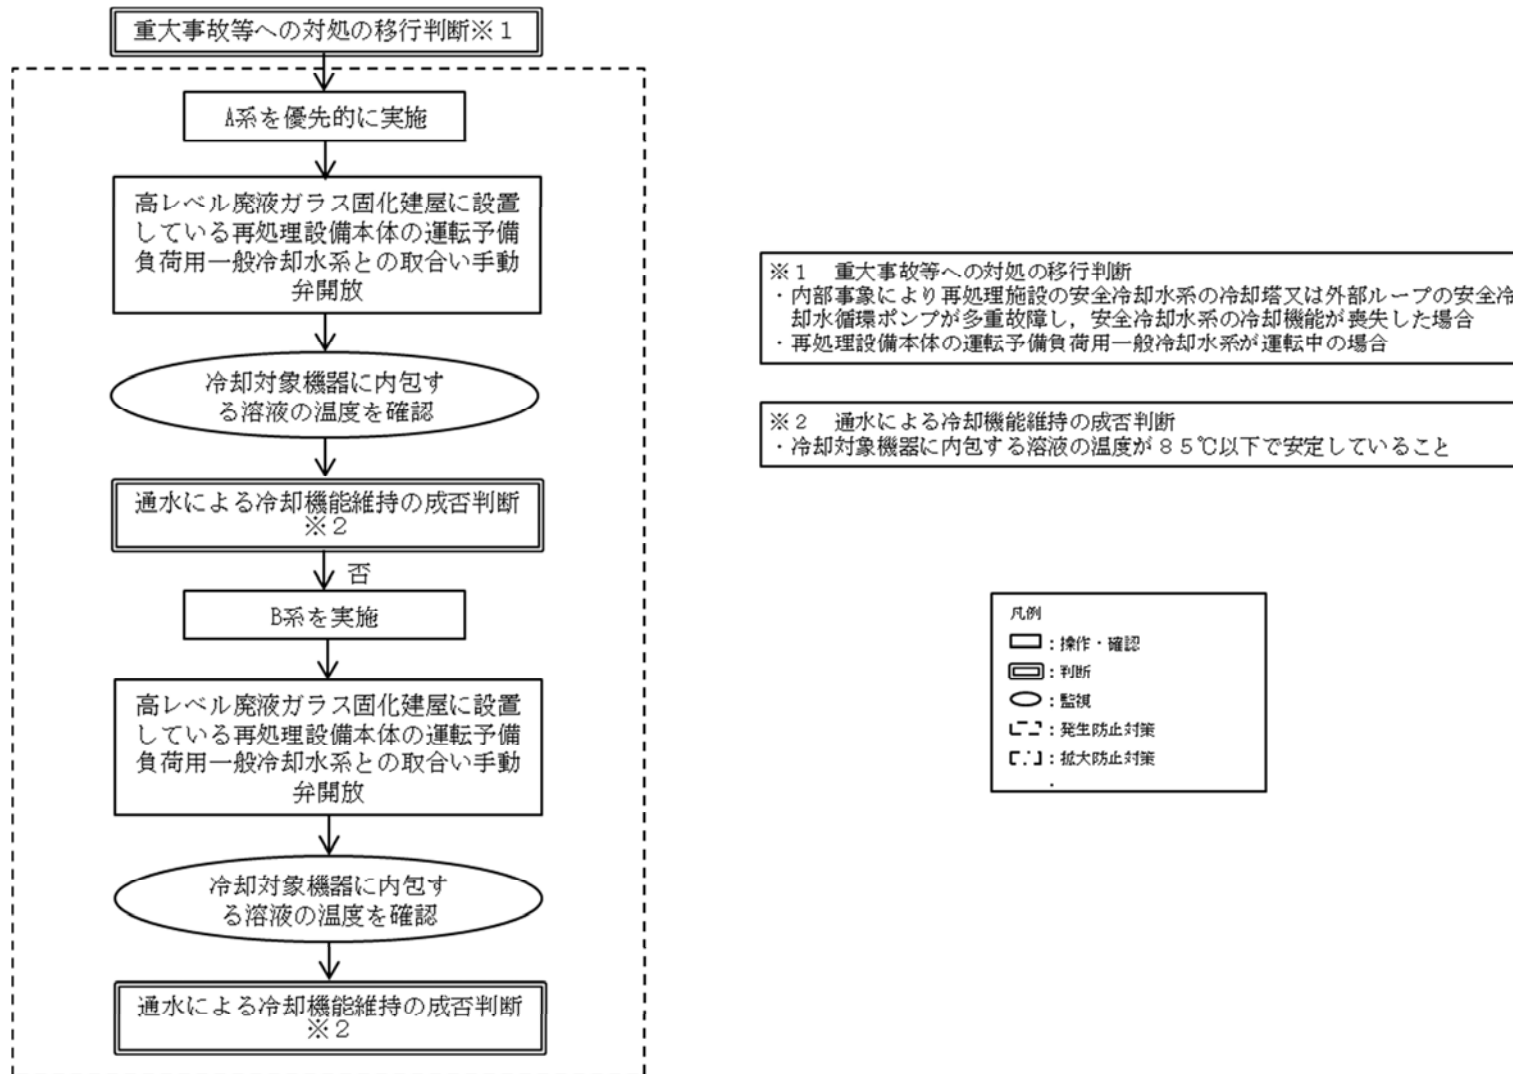 重大事故等への対処の移行判断※１
A系を優先的に実施
高レベル廃液ガラス固化建屋に設置
している再処理設備本体の運転予備
負荷用一般冷却水系との取合い手動
弁開放
冷却対象機器に内包す
る溶液の温度を確認
通水による冷却機能維持の成否判断
※２
否
B系を実施
高レベル廃液ガラス固化建屋に設置
している再処理設備本体の運転予備
負荷用一般冷却水系との取合い手動
弁開放
冷却対象機器に内包す
る溶液の温度を確認
通水による冷却機能維持の成否判断
※２
※１　重大事故等への対処の移行判断
・内部事象により再処理施設の安全冷却水系の冷却塔又は外部ループの安全冷
却水循環ポンプが多重故障し，安全冷却水系の冷却機能が喪失した場合
・再処理設備本体の運転予備負荷用一般冷却水系が運転中の場合
※２　通水による冷却機能維持の成否判断
・冷却対象機器に内包する溶液の温度が８５℃以下で安定していること
凡例
：操作・確認
：判断
：監視
：発生防止対策
：拡大防止対策